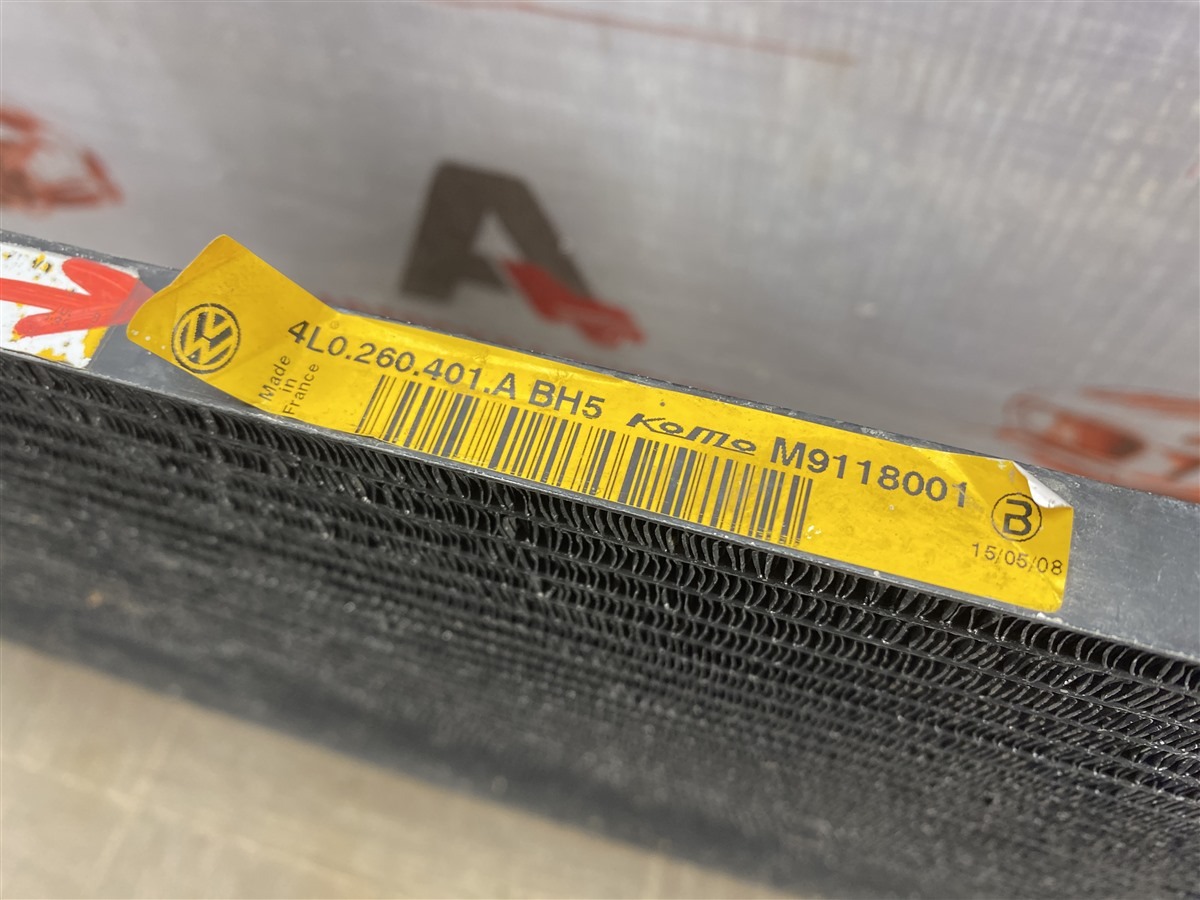 4L0.260.401.A BH5 KoMo M9118001
Made
in
France
15/05/08